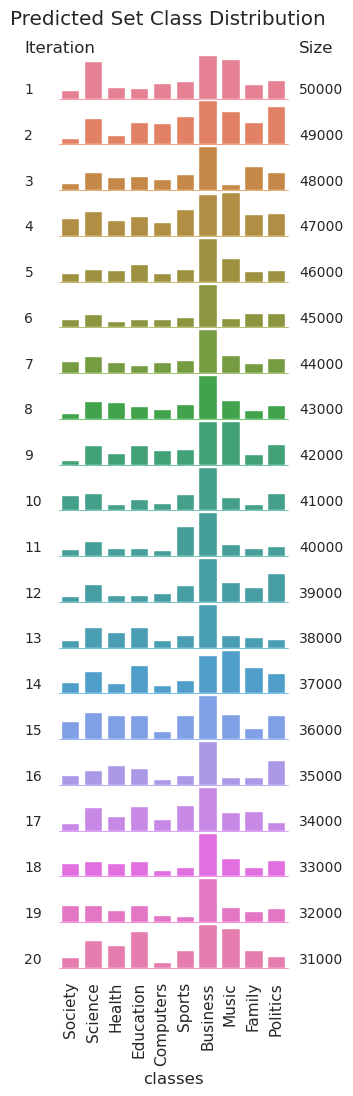 Predicted Set Class Distribution
Iteration Size
1 50000
2 49000
3 48000
4 47000
5 46000
6 45000
7 44000
8 43000
9 42000
10 41000
11 40000
12 39000
13 38000
14 37000
15 36000
16 35000
17 34000
18 33000
19 32000
20 31000
Society
Science
Health
Education
Computers
Sports
Business
Music
Family
Politics
classes